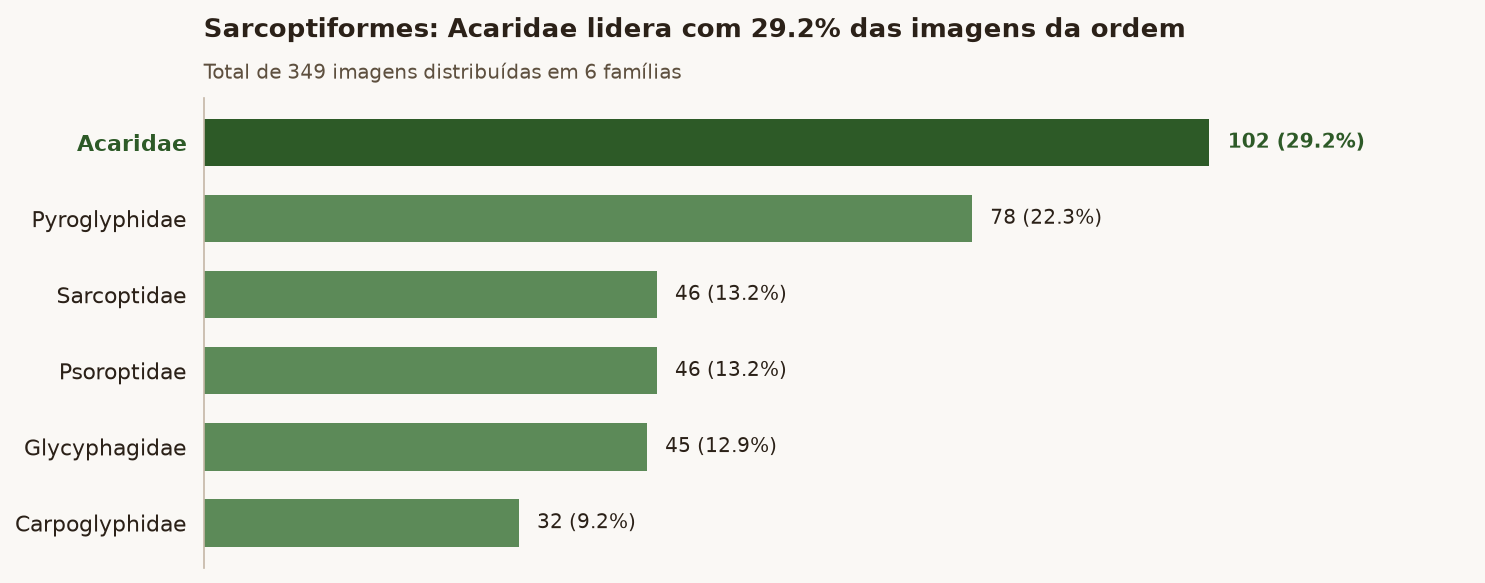 Sarcoptiformes: Acaridae lidera com 29.2% das imagens da ordem
Total de 349 imagens distribuídas em 6 famílias
Acaridae 102 (29.2%)
Pyroglyphidae 78 (22.3%)
Sarcoptidae 46 (13.2%)
Psoroptidae 46 (13.2%)
Glycyphagidae 45 (12.9%)
Carpoglyphidae 32 (9.2%)